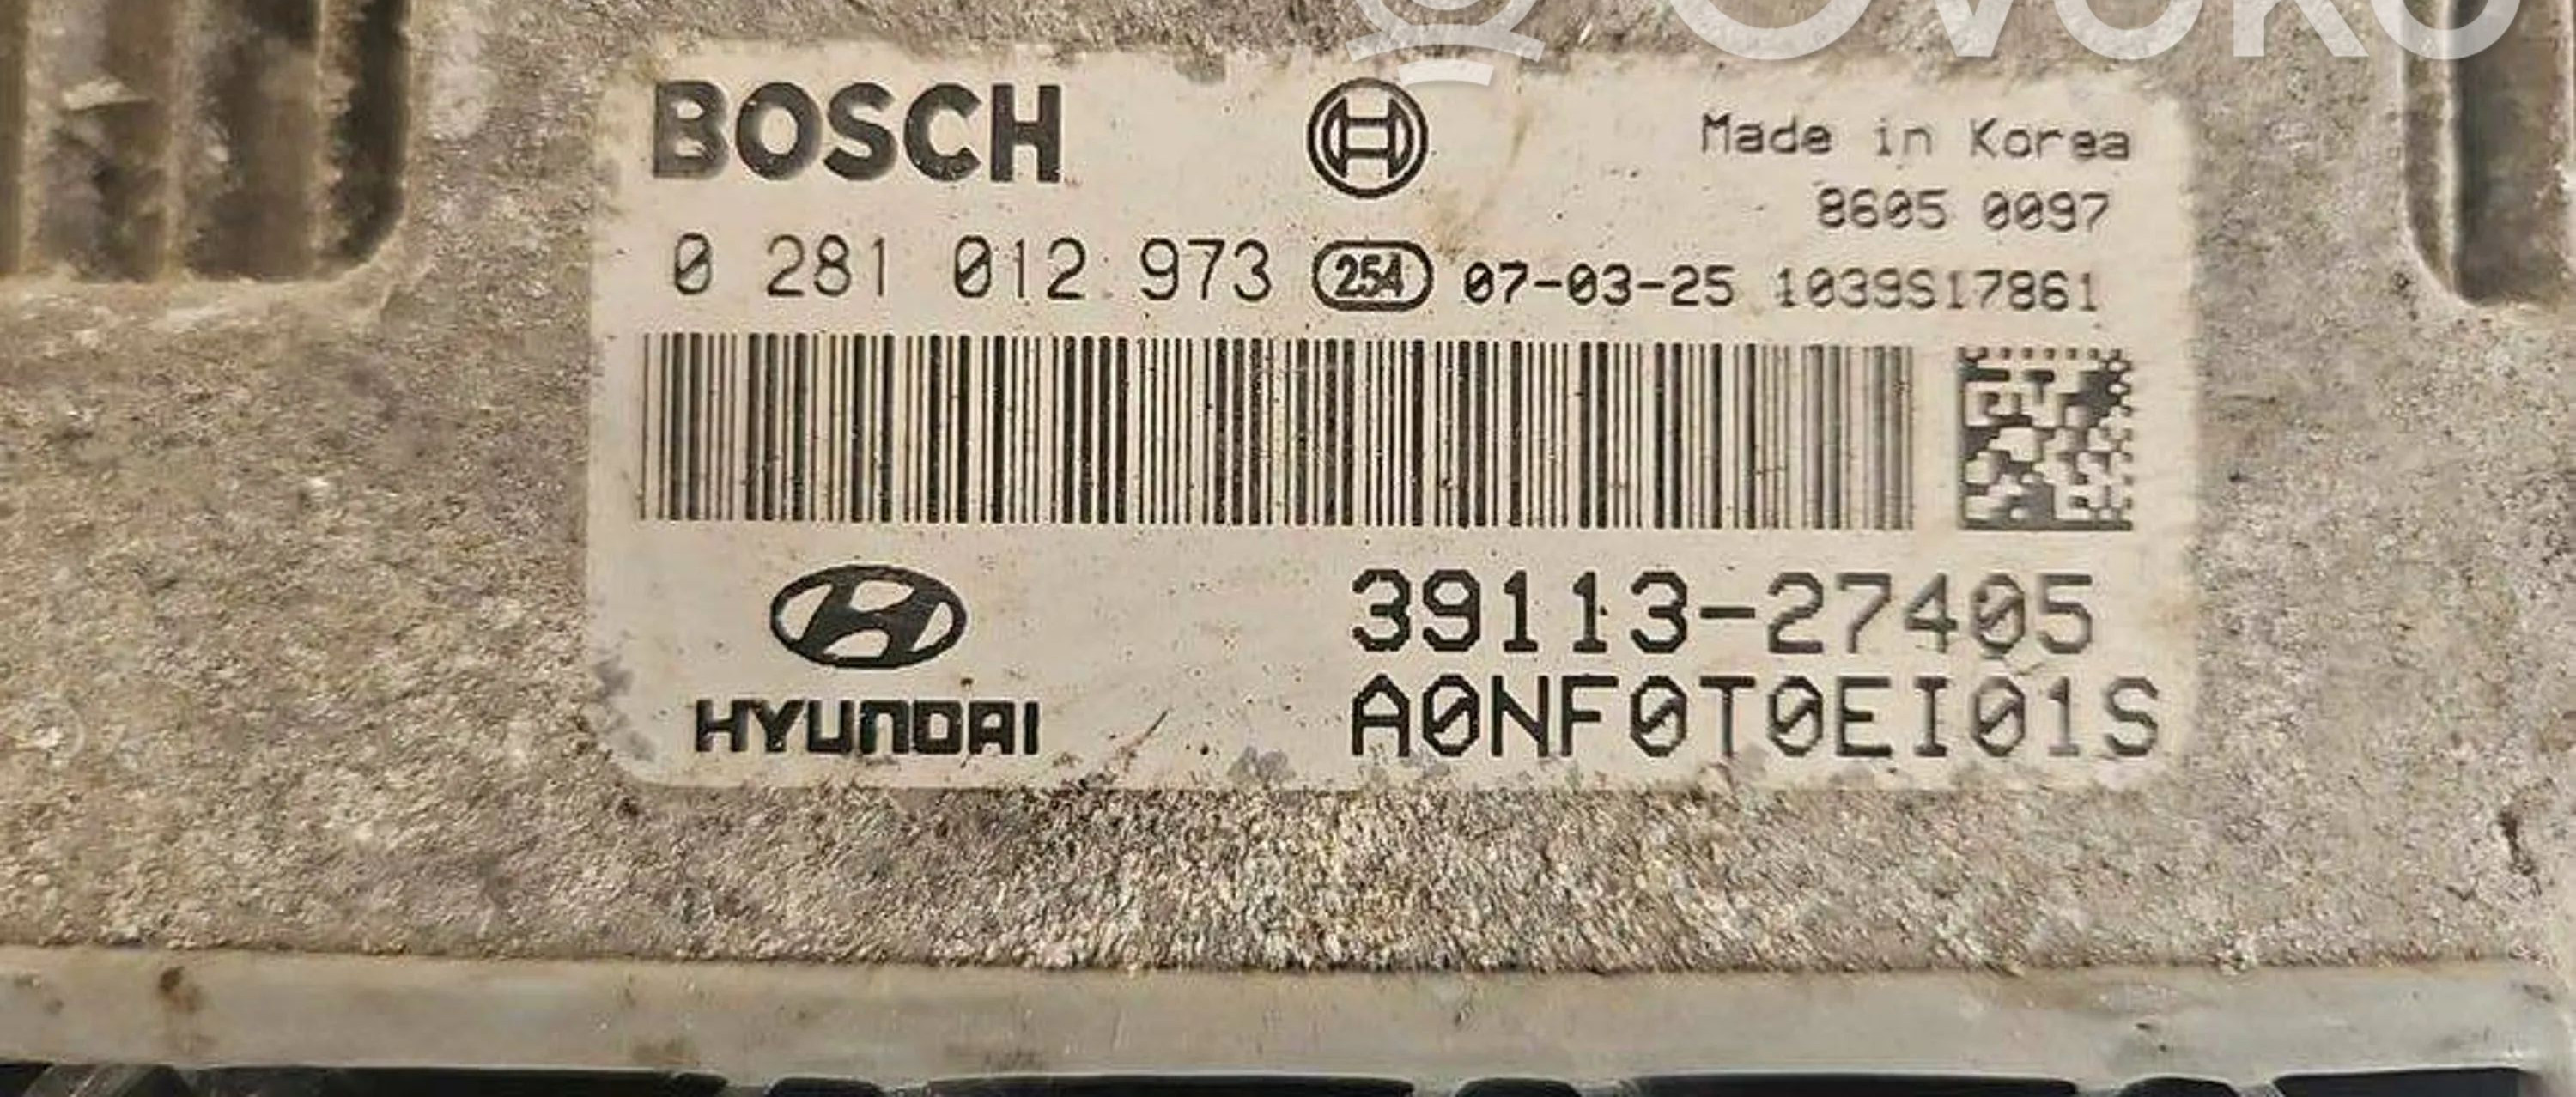 OVOKO
BOSCH
Made in Korea
8605 0097
0 281 012 973 254 07-03-25 1039S17861
39113-27405
HYUNDAI
A0NF0T0EI01S